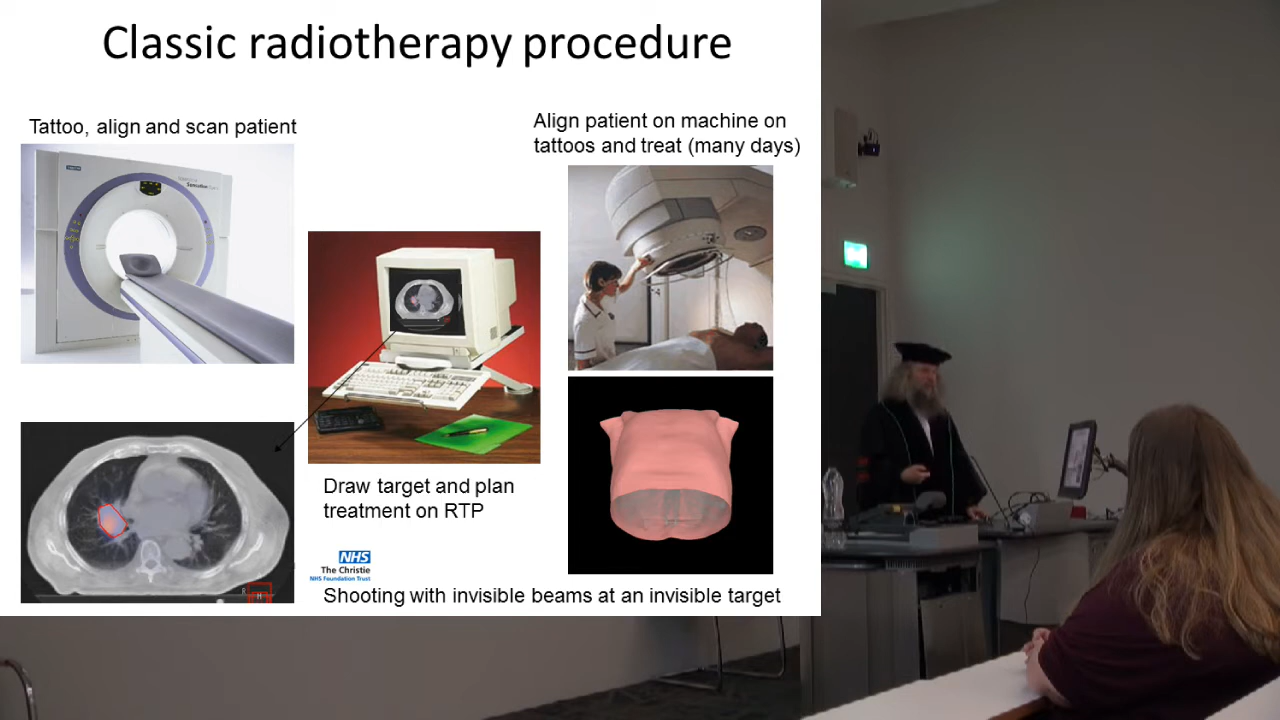 Classic radiotherapy procedure
Tattoo, align and scan patient
Align patient on machine on
tattoos and treat (many days)
Draw target and plan
treatment on RTP
NHS
The Christie
NHS Foundation Trust
Shooting with invisible beams at an invisible target
R
H